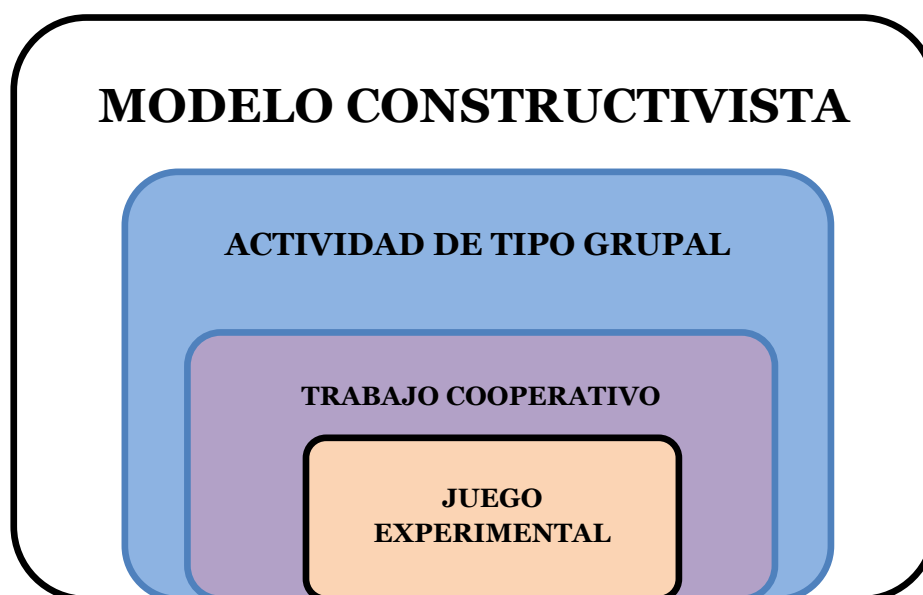 MODELO CONSTRUCTIVISTA
ACTIVIDAD DE TIPO GRUPAL
TRABAJO COOPERATIVO
JUEGO
EXPERIMENTAL